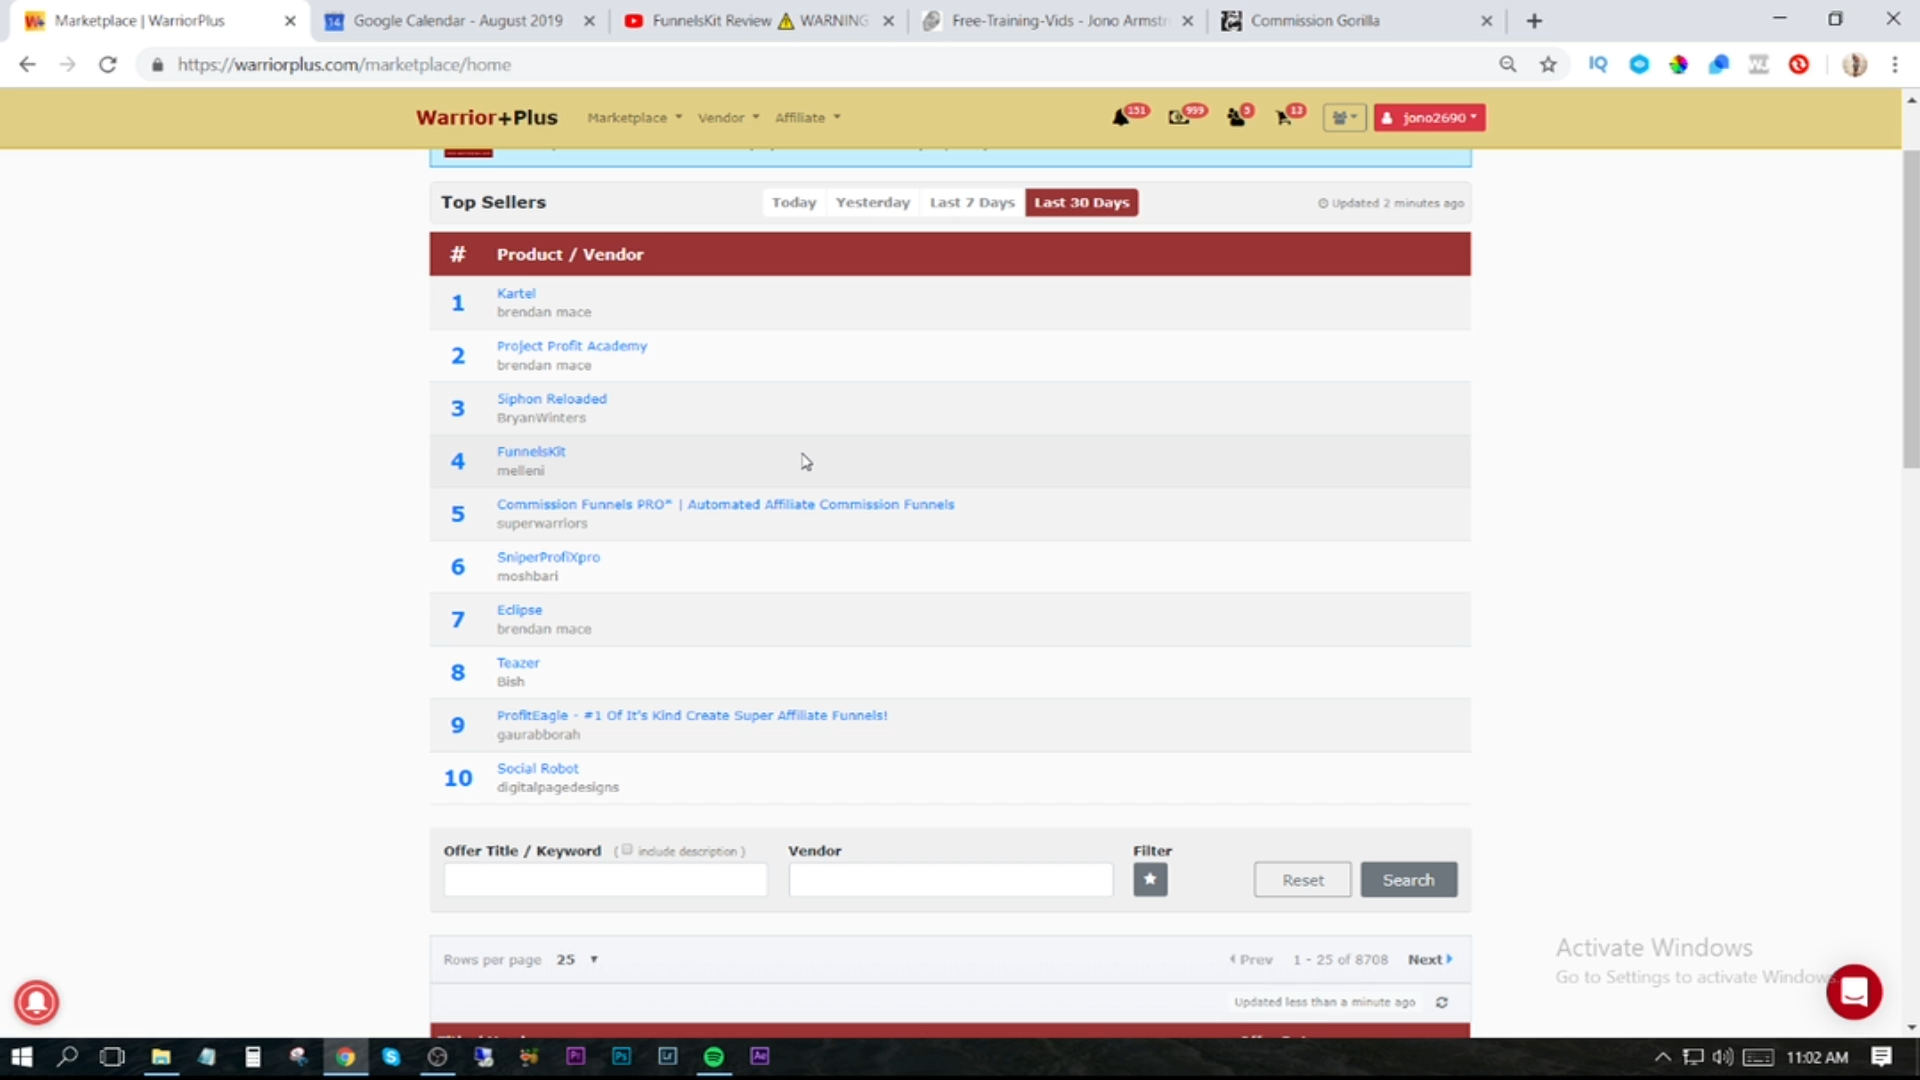 Marketplace | WarriorPlus
Google Calendar - August 2019
FunnelsKit Review ⚠ WARNING
Free-Training-Vids - Jono Armstr
Commission Gorilla
https://warriorplus.com/marketplace/home
Warrior+Plus
Marketplace
Vendor
Affiliate
151
999
5
13
jono2690
Top Sellers
Today
Yesterday
Last 7 Days
Last 30 Days
Updated 2 minutes ago
# Product / Vendor
1 Kartel
brendan mace
2 Project Profit Academy
brendan mace
3 Siphon Reloaded
BryanWinters
4 FunnelsKit
melleni
5 Commission Funnels PRO* | Automated Affiliate Commission Funnels
superwarriors
6 SniperProfiXpro
moshbari
7 Eclipse
brendan mace
8 Teazer
Bish
9 ProfitEagle - #1 Of It's Kind Create Super Affiliate Funnels!
gaurabborah
10 Social Robot
digitalpagedesigns
Offer Title / Keyword ( include description )
Vendor
Filter
Reset
Search
Rows per page 25
Prev 1 - 25 of 8708 Next
Updated less than a minute ago
Activate Windows
Go to Settings to activate Windows
11:02 AM